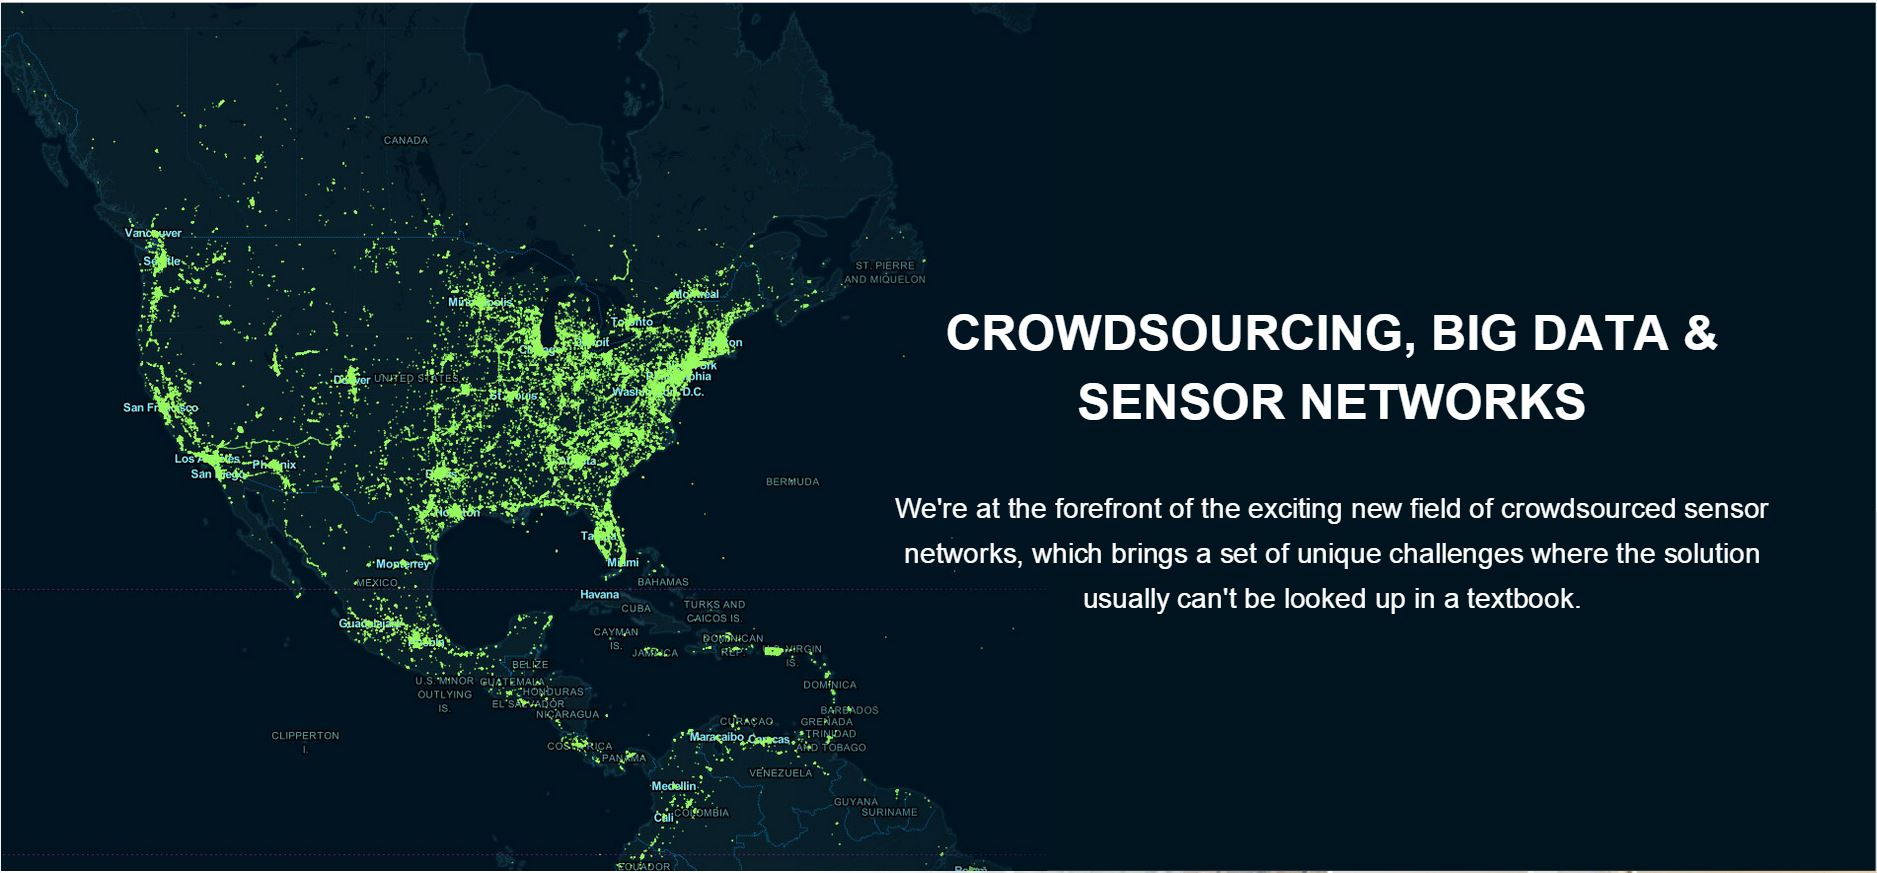 CANADA
Vancouver
Seattle
ST. PIERRE
AND MIQUELON
Minneapolis
Montreal
Toronto
Detroit
Chicago
Boston
Denver
UNITED STATES
St. Louis
Washington D.C.
San Francisco
Los Angeles
Phoenix
San Diego
Dallas
Atlanta
Houston
BERMUDA
Tampa
Miami
Monterrey
MEXICO
BAHAMAS
Havana
CUBA
TURKS AND
CAICOS IS.
Guadalajara
CAYMAN
IS.
JAMAICA
DOMINICAN
REP.
U.S. VIRGIN
IS.
BELIZE
U.S. MINOR
OUTLYING
IS.
GUATEMALA
HONDURAS
EL SALVADOR
NICARAGUA
DOMINICA
BARBADOS
CURAÇAO
GRENADA
TRINIDAD
AND TOBAGO
CLIPPERTON
I.
COSTA RICA
PANAMA
Maracaibo
Caracas
VENEZUELA
Medellin
Cali
COLOMBIA
GUYANA
SURINAME
ECUADOR
CROWDSOURCING, BIG DATA &
SENSOR NETWORKS
We're at the forefront of the exciting new field of crowdsourced sensor
networks, which brings a set of unique challenges where the solution
usually can't be looked up in a textbook.